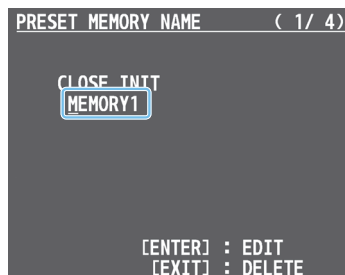 PRESET MEMORY NAME ( 1/ 4)
CLOSE INIT
MEMORY1
[ENTER] : EDIT
[EXIT] : DELETE